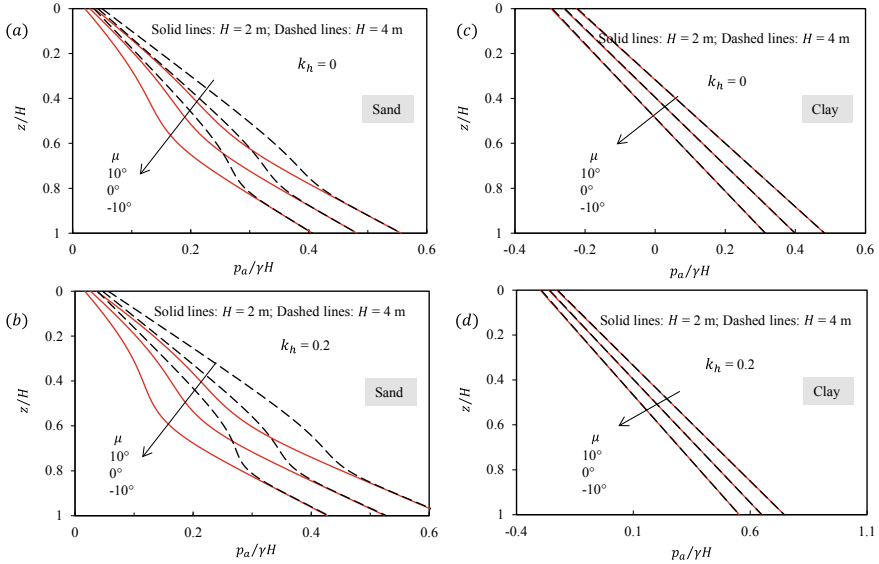 (a)
Solid lines: H = 2 m; Dashed lines: H = 4 m
k_h = 0
Sand
μ
10°
0°
-10°
z/H
0
0.2
0.4
0.6
0.8
1
0
0.2
0.4
0.6
p_a/γH
(c)
Solid lines: H = 2 m; Dashed lines: H = 4 m
k_h = 0
Clay
μ
10°
0°
-10°
z/H
0
0.2
0.4
0.6
0.8
1
-0.4
-0.2
0
0.2
0.4
0.6
p_a/γH
(b)
Solid lines: H = 2 m; Dashed lines: H = 4 m
k_h = 0.2
Sand
μ
10°
0°
-10°
z/H
0
0.2
0.4
0.6
0.8
1
0
0.2
0.4
0.6
p_a/γH
(d)
Solid lines: H = 2 m; Dashed lines: H = 4 m
k_h = 0.2
Clay
μ
10°
0°
-10°
z/H
0
0.2
0.4
0.6
0.8
1
-0.4
0.1
0.6
1.1
p_a/γH